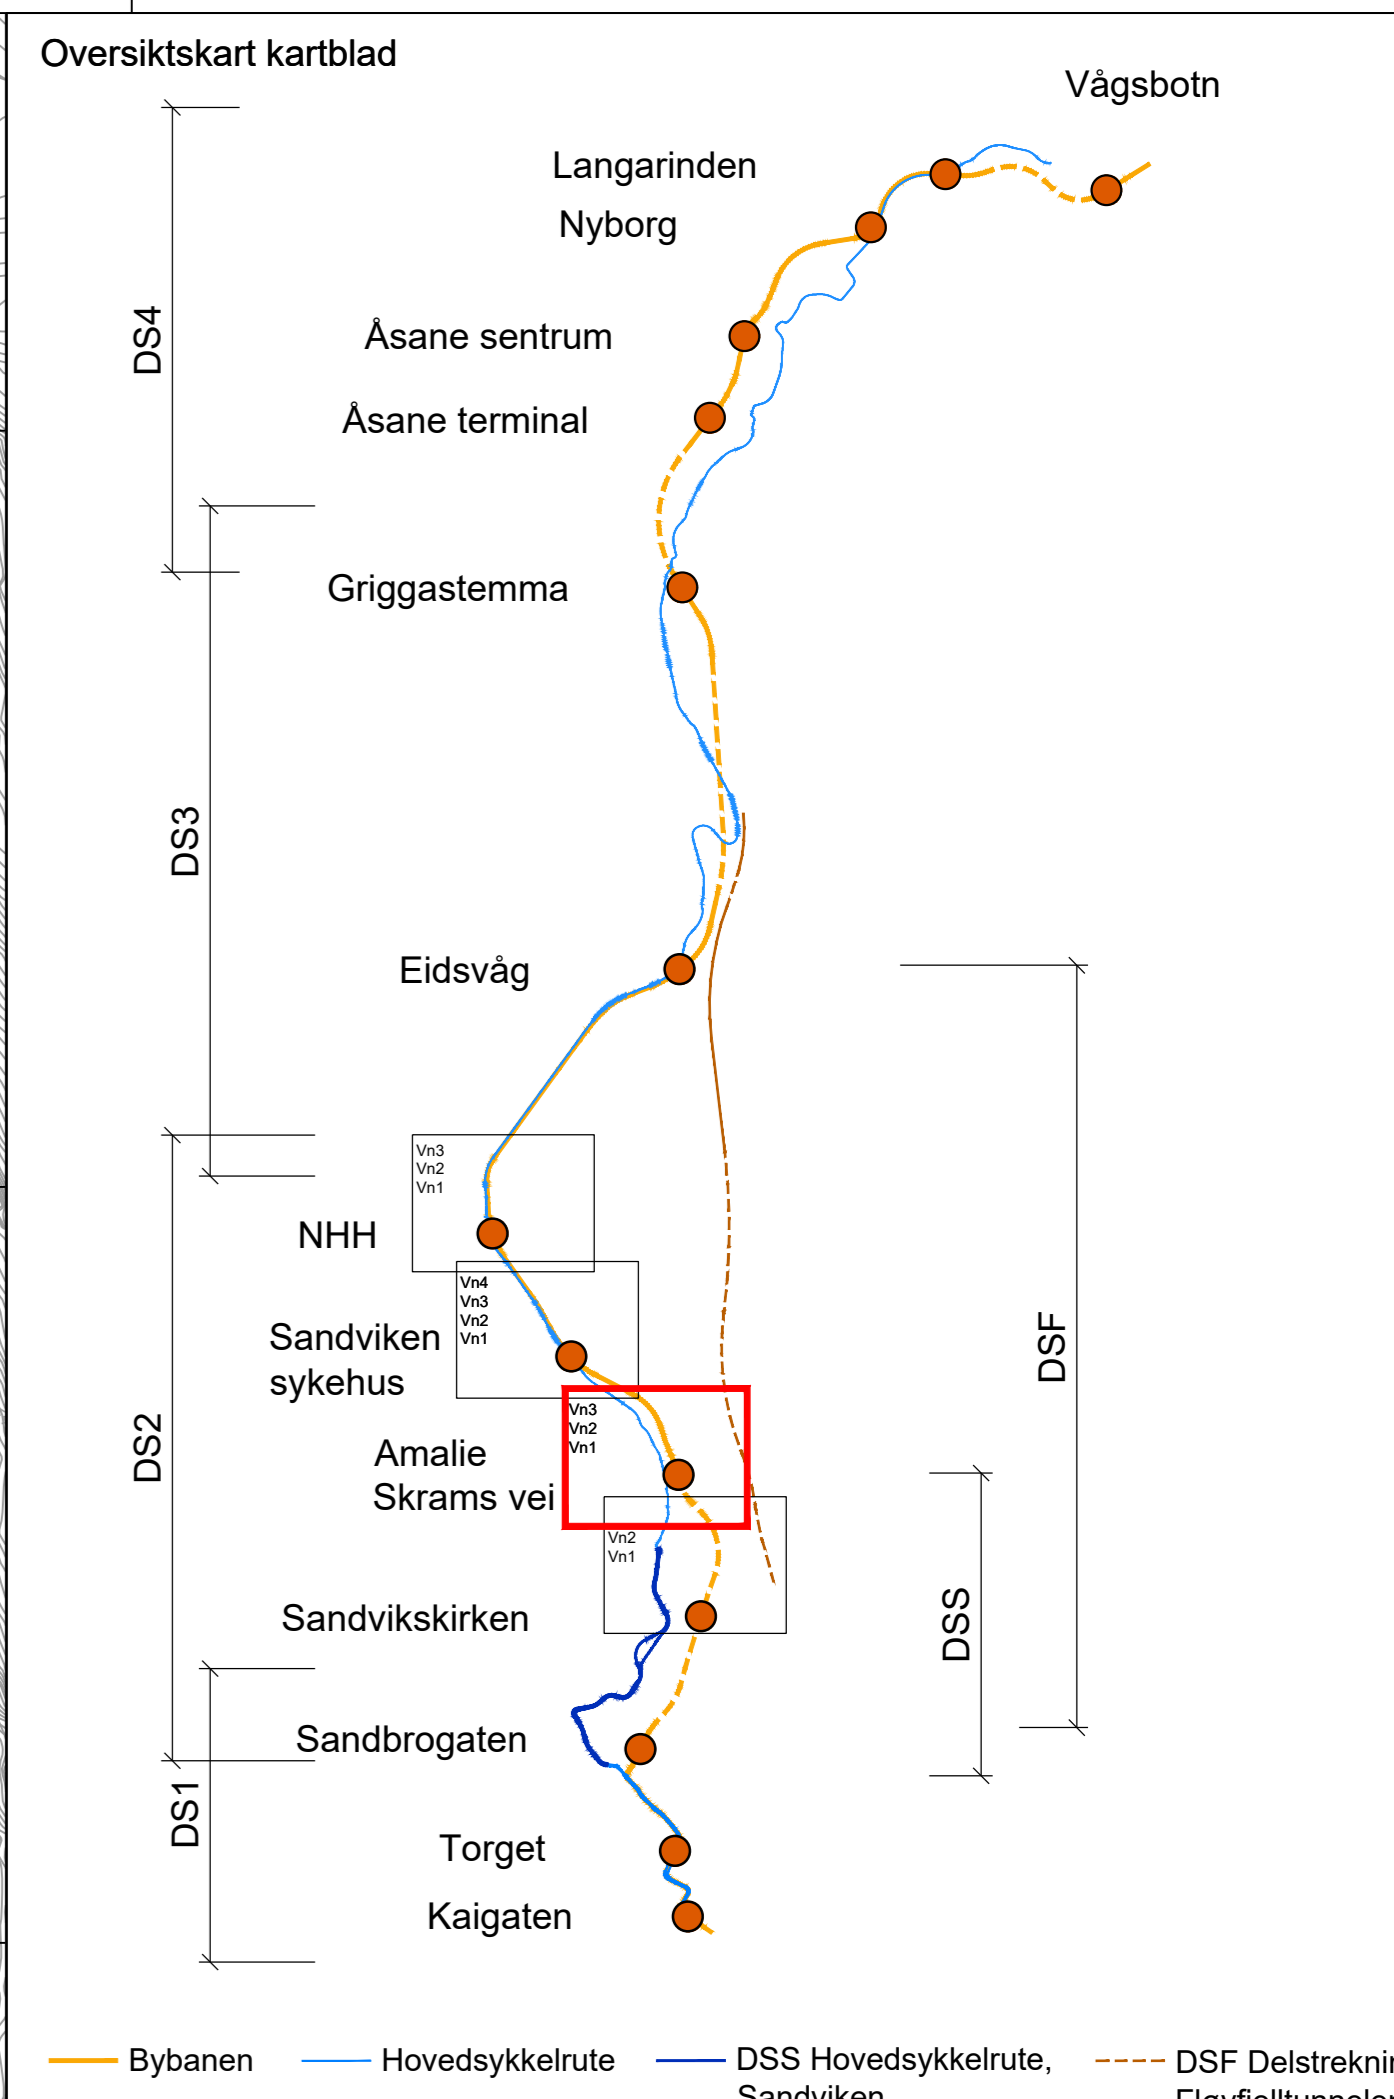 Oversiktskart kartblad
Vågsbotn
Langarinden
Nyborg
DS4
Åsane sentrum
Åsane terminal
Griggastemma
DS3
Eidsvåg
Vn3
Vn2
Vn1
NHH
Vn4
Vn3
Vn2
Vn1
Sandviken
sykehus
DSF
Vn3
Vn2
Vn1
DS2
Amalie
Skrams vei
Vn2
Vn1
Sandvikskirken
DSS
Sandbrogaten
DS1
Torget
Kaigaten
Bybanen
Hovedsykkelrute
DSS Hovedsykkelrute,
Sandviken
DSF